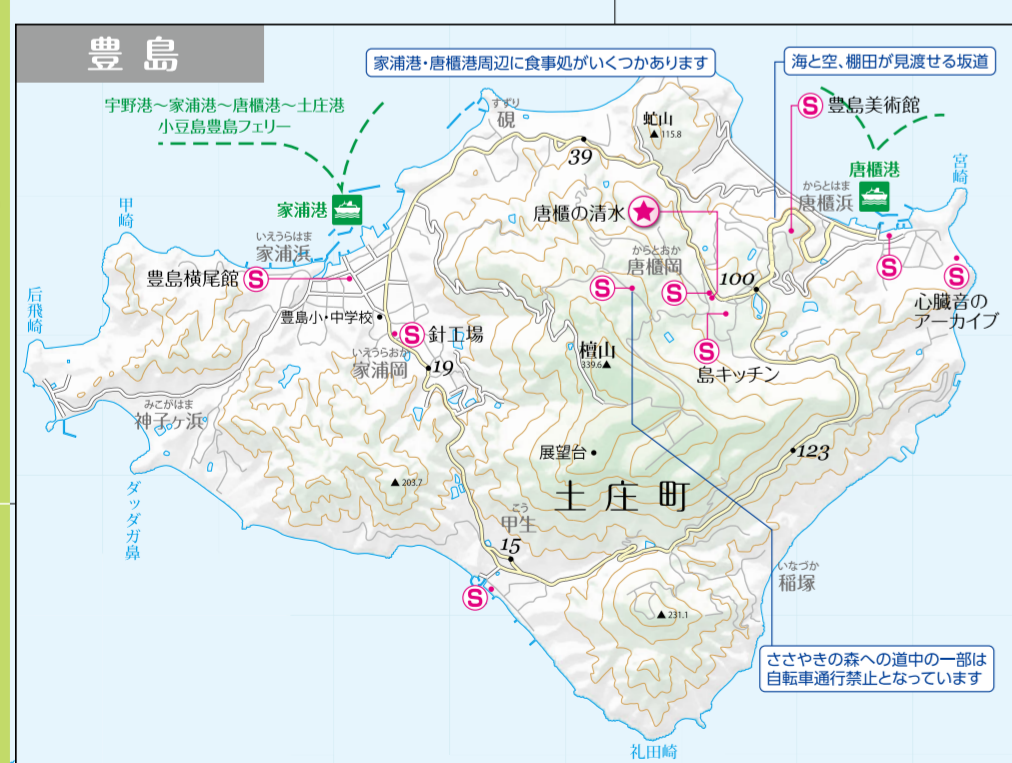 豊島
家浦港・唐櫃港周辺に食事処がいくつかあります
海と空、棚田が見渡せる坂道
宇野港～家浦港～唐櫃港～土庄港
小豆島豊島フェリー
すずり
硯
虻山
▲115.8
S 豊島美術館
39
唐櫃港
宮崎
甲崎
家浦港
唐櫃の清水
からとはま
唐櫃浜
いえうらはま
家浦浜
からとおか
唐櫃岡
豊島横尾館 S
100
S
S
S
S
心臓音の
アーカイブ
后飛崎
豊島小・中学校
S 針工場
檀山
339.6▲
S
島キッチン
いえうらおか
家浦岡
19
みこがはま
神子ヶ浜
展望台
123
▲203.7
土庄町
ダッダガ鼻
こう
甲生
15
いなづか
稲塚
S
▲231.1
ささやきの森への道中の一部は
自転車通行禁止となっています
礼田崎